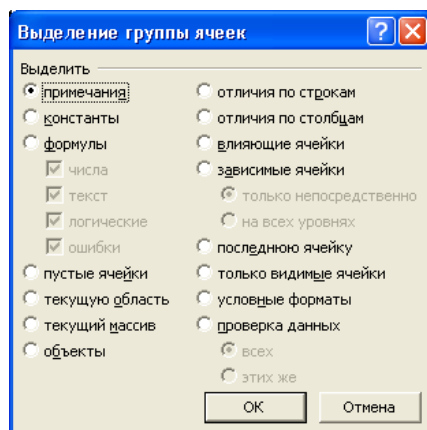 Выделение группы ячеек
Выделить
примечания
константы
формулы
числа
текст
логические
ошибки
пустые ячейки
текущую область
текущий массив
объекты
отличия по строкам
отличия по столбцам
влияющие ячейки
зависимые ячейки
только непосредственно
на всех уровнях
последнюю ячейку
только видимые ячейки
условные форматы
проверка данных
всех
этих же
ОК
Отмена